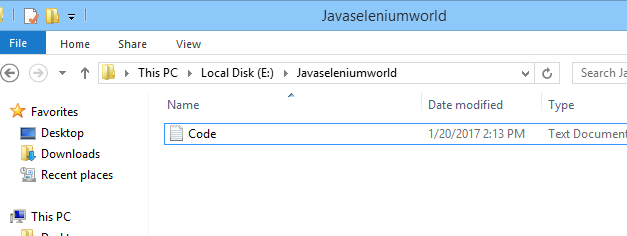 Javaseleniumworld
File Home Share View
This PC Local Disk (E:) Javaseleniumworld Search Ja
Favorites
Desktop
Downloads
Recent places
This PC
Name Date modified Type
Code 1/20/2017 2:13 PM Text Document